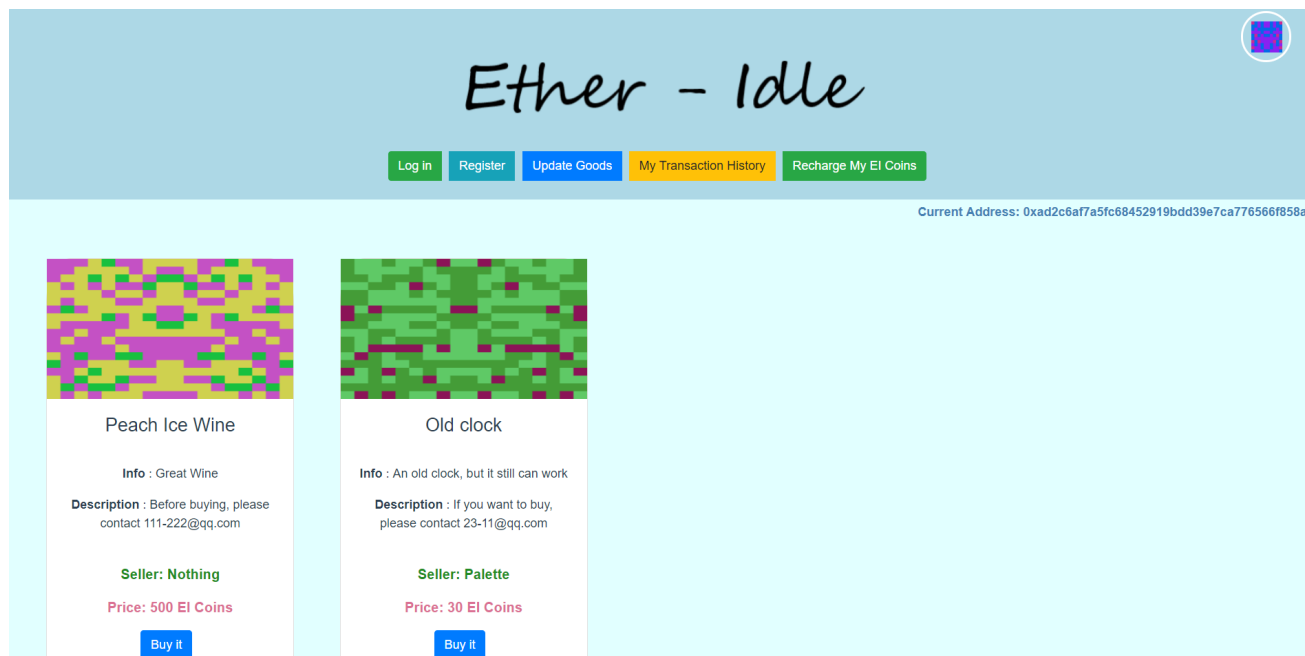 Ether - Idle
Log in
Register
Update Goods
My Transaction History
Recharge My EI Coins
Current Address: 0xad2c6af7a5fc68452919bdd39e7ca776566f858a
Peach Ice Wine
Info : Great Wine
Description : Before buying, please
contact 111-222@qq.com
Seller: Nothing
Price: 500 EI Coins
Buy it
Old clock
Info : An old clock, but it still can work
Description : If you want to buy,
please contact 23-11@qq.com
Seller: Palette
Price: 30 EI Coins
Buy it